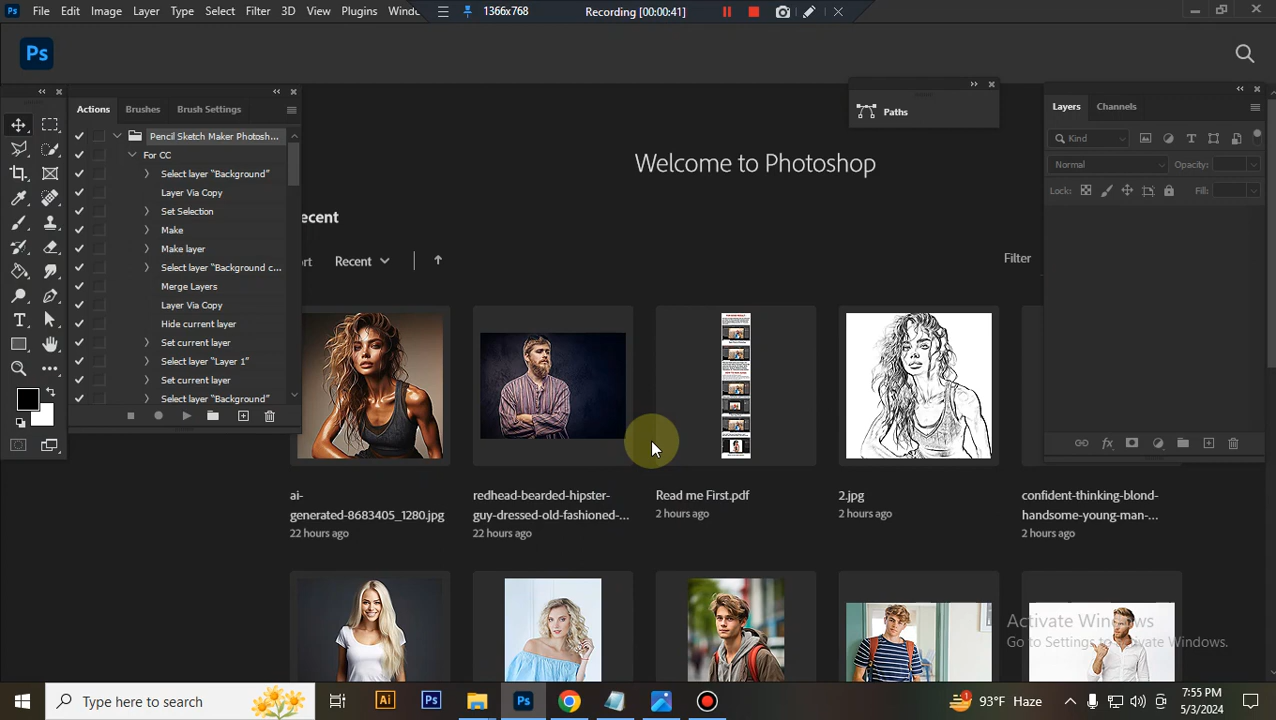 Ps File Edit Image Layer Type Select Filter 3D View Plugins Windo
1366x768 Recording [00:00:41]
Ps
Actions Brushes Brush Settings
Pencil Sketch Maker Photosh...
For CC
Select layer "Background"
Layer Via Copy
Set Selection
Make
Make layer
Select layer "Background c...
Merge Layers
Layer Via Copy
Hide current layer
Set current layer
Select layer "Layer 1"
Set current layer
Select layer "Background"
Paths
Layers Channels
Kind
Normal Opacity:
Lock: Fill:
Welcome to Photoshop
ecent
ort Recent
Filter
ai-
generated-8683405_1280.jpg
22 hours ago
redhead-bearded-hipster-
guy-dressed-old-fashioned-...
22 hours ago
Read me First.pdf
2 hours ago
2.jpg
2 hours ago
confident-thinking-blond-
handsome-young-man-...
2 hours ago
Activate Windows
Go to Settings to activate Windows.
Type here to search
Ai
Ps
Ps
93°F Haze
7:55 PM
5/3/2024